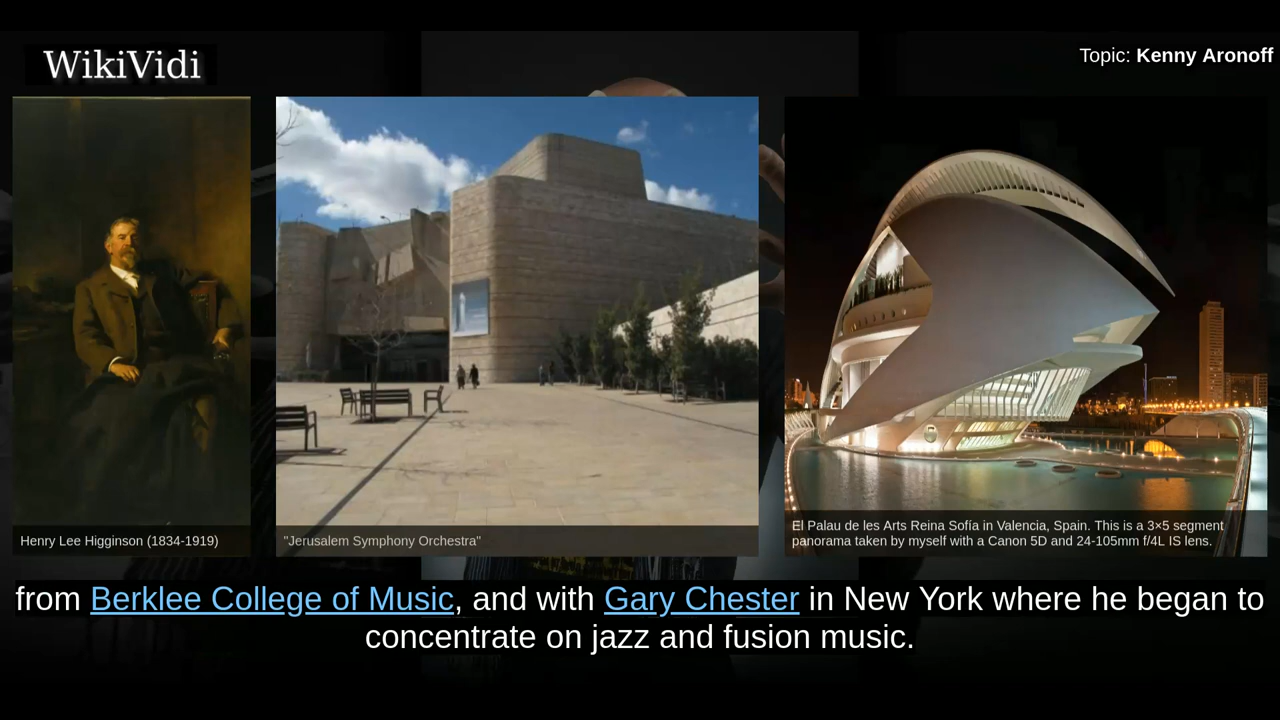 WikiVidi
Topic: Kenny Aronoff
Henry Lee Higginson (1834-1919)
"Jerusalem Symphony Orchestra"
El Palau de les Arts Reina Sofía in Valencia, Spain. This is a 3×5 segment
panorama taken by myself with a Canon 5D and 24-105mm f/4L IS lens.
from Berklee College of Music, and with Gary Chester in New York where he began to
concentrate on jazz and fusion music.